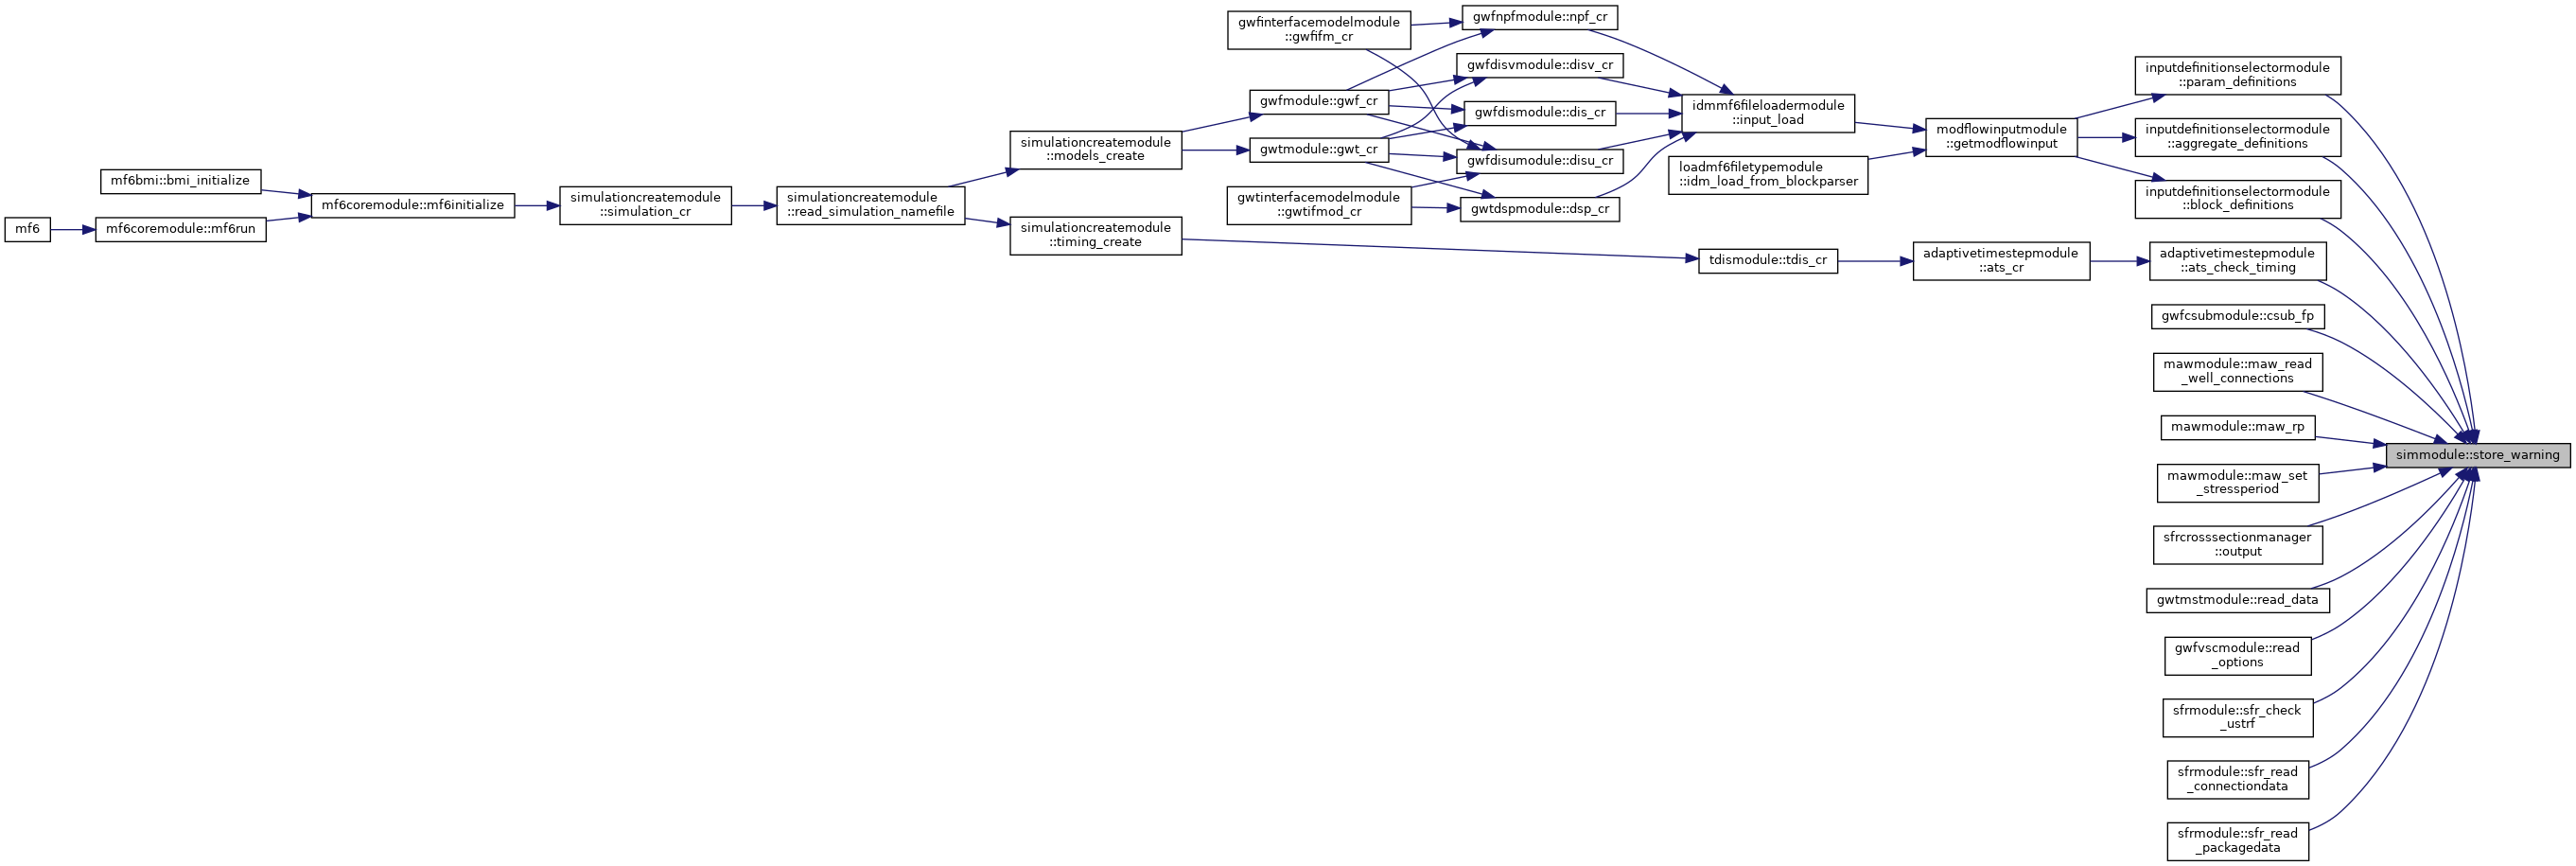 mf6
mf6bmi::bmi_initialize
mf6coremodule::mf6run
mf6coremodule::mf6initialize
simulationcreatemodule
::simulation_cr
simulationcreatemodule
::read_simulation_namefile
simulationcreatemodule
::models_create
simulationcreatemodule
::timing_create
gwfinterfacemodelmodule
::gwfifm_cr
gwfmodule::gwf_cr
gwtmodule::gwt_cr
gwtinterfacemodelmodule
::gwtifmod_cr
gwfnpfmodule::npf_cr
gwfdisvmodule::disv_cr
gwfdismodule::dis_cr
gwfdisumodule::disu_cr
gwtdspmodule::dsp_cr
idmmf6fileloadermodule
::input_load
loadmf6filetypemodule
::idm_load_from_blockparser
tdismodule::tdis_cr
modflowinputmodule
::getmodflowinput
adaptivetimestepmodule
::ats_cr
inputdefinitionselectormodule
::param_definitions
inputdefinitionselectormodule
::aggregate_definitions
inputdefinitionselectormodule
::block_definitions
adaptivetimestepmodule
::ats_check_timing
gwfcsubmodule::csub_fp
mawmodule::maw_read
_well_connections
mawmodule::maw_rp
mawmodule::maw_set
_stressperiod
sfrcrosssectionmanager
::output
gwtmstmodule::read_data
gwfvscmodule::read
_options
sfrmodule::sfr_check
_ustrf
sfrmodule::sfr_read
_connectiondata
sfrmodule::sfr_read
_packagedata
simmodule::store_warning